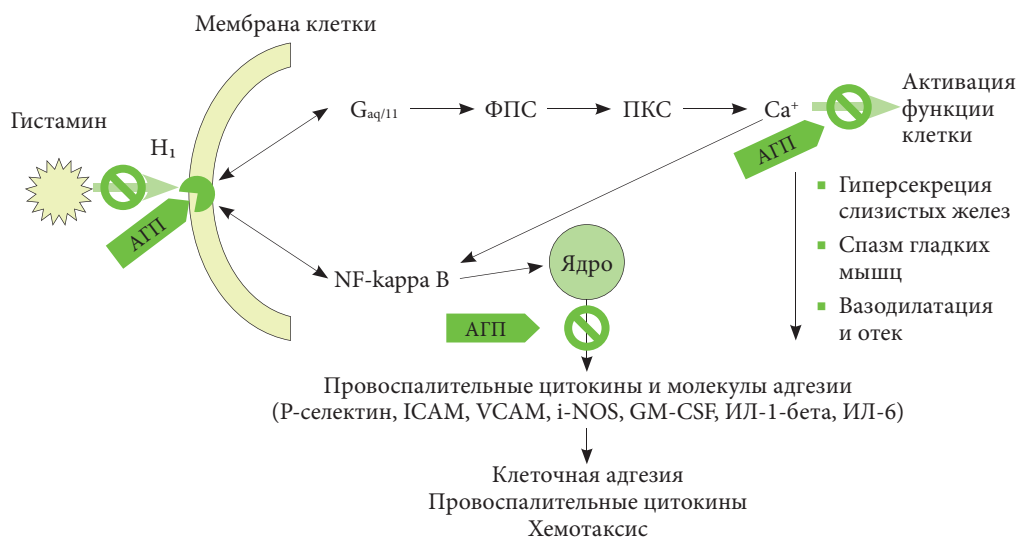 Мембрана клетки
Гистамин
H₁
АГП
Gaq/11
ФПС
ПКС
Ca⁺
АГП
Активация
функции
клетки
▪ Гиперсекреция
слизистых желез
▪ Спазм гладких
мышц
▪ Вазодилатация
и отек
NF-kappa B
Ядро
АГП
Провоспалительные цитокины и молекулы адгезии
(P-селектин, ICAM, VCAM, i-NOS, GM-CSF, ИЛ-1-бета, ИЛ-6)
Клеточная адгезия
Провоспалительные цитокины
Хемотаксис